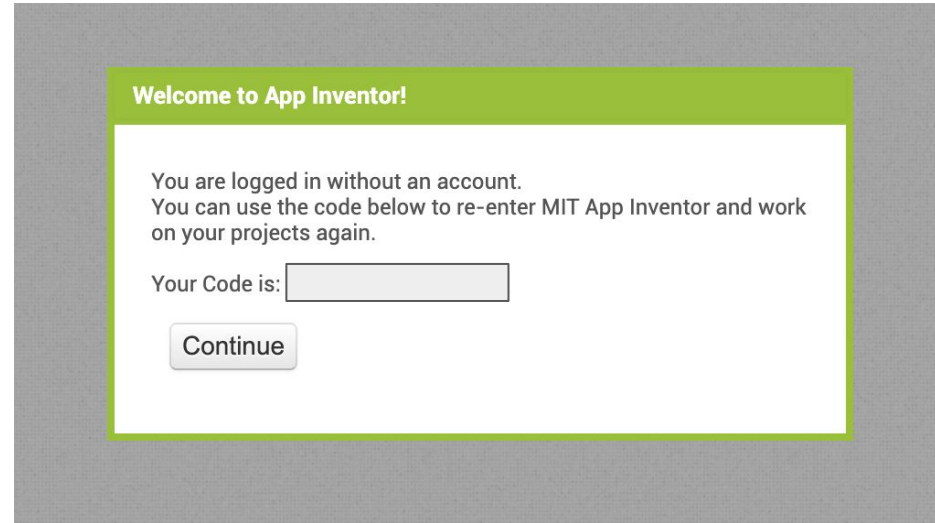 Welcome to App Inventor!
You are logged in without an account.
You can use the code below to re-enter MIT App Inventor and work
on your projects again.
Your Code is:
Continue